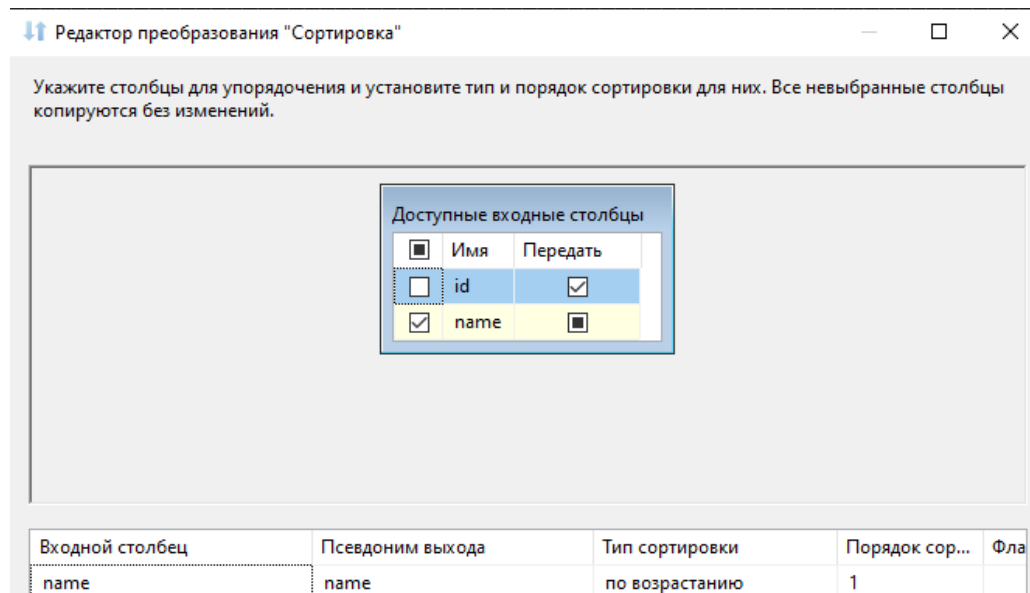 Редактор преобразования "Сортировка"
Укажите столбцы для упорядочения и установите тип и порядок сортировки для них. Все невыбранные столбцы
копируются без изменений.
Доступные входные столбцы
Имя Передать
id
name
Входной столбец Псевдоним выхода Тип сортировки Порядок сор... Фла
name name по возрастанию 1